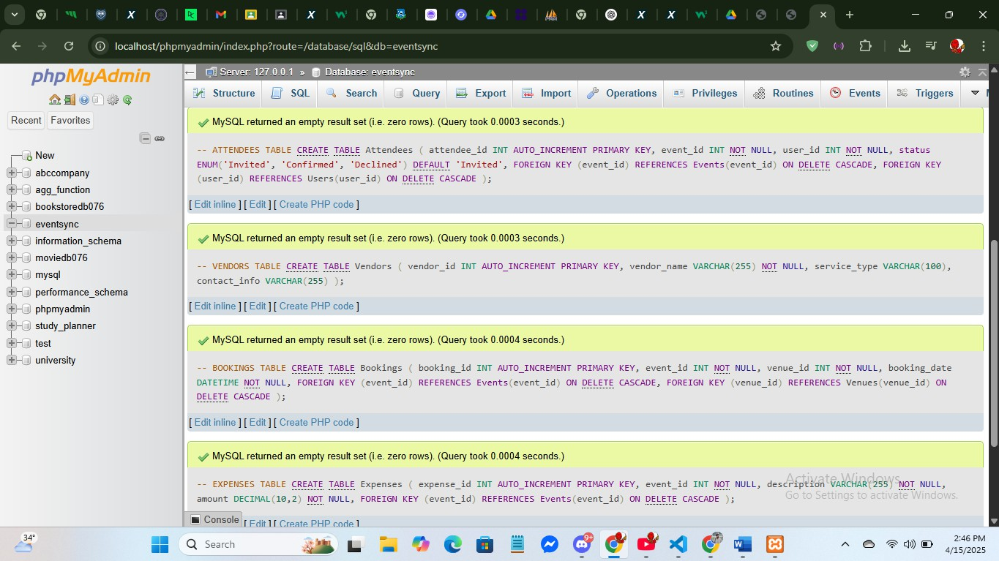 localhost/phpmyadmin/index.php?route=/database/sql&db=eventsync
phpMyAdmin
Recent Favorites
New
abccompany
agg_function
bookstoredb076
eventsync
information_schema
moviedb076
mysql
performance_schema
phpmyadmin
study_planner
test
university
Server: 127.0.0.1 » Database: eventsync
Structure SQL Search Query Export Import Operations Privileges Routines Events Triggers
MySQL returned an empty result set (i.e. zero rows). (Query took 0.0003 seconds.)
-- ATTENDEES TABLE CREATE TABLE Attendees ( attendee_id INT AUTO_INCREMENT PRIMARY KEY, event_id INT NOT NULL, user_id INT NOT NULL, status
ENUM('Invited', 'Confirmed', 'Declined') DEFAULT 'Invited', FOREIGN KEY (event_id) REFERENCES Events(event_id) ON DELETE CASCADE, FOREIGN KEY
(user_id) REFERENCES Users(user_id) ON DELETE CASCADE );
[ Edit inline ] [ Edit ] [ Create PHP code ]
MySQL returned an empty result set (i.e. zero rows). (Query took 0.0003 seconds.)
-- VENDORS TABLE CREATE TABLE Vendors ( vendor_id INT AUTO_INCREMENT PRIMARY KEY, vendor_name VARCHAR(255) NOT NULL, service_type VARCHAR(100),
contact_info VARCHAR(255) );
[ Edit inline ] [ Edit ] [ Create PHP code ]
MySQL returned an empty result set (i.e. zero rows). (Query took 0.0004 seconds.)
-- BOOKINGS TABLE CREATE TABLE Bookings ( booking_id INT AUTO_INCREMENT PRIMARY KEY, event_id INT NOT NULL, venue_id INT NOT NULL, booking_date
DATETIME NOT NULL, FOREIGN KEY (event_id) REFERENCES Events(event_id) ON DELETE CASCADE, FOREIGN KEY (venue_id) REFERENCES Venues(venue_id) ON
DELETE CASCADE );
[ Edit inline ] [ Edit ] [ Create PHP code ]
MySQL returned an empty result set (i.e. zero rows). (Query took 0.0004 seconds.)
-- EXPENSES TABLE CREATE TABLE Expenses ( expense_id INT AUTO_INCREMENT PRIMARY KEY, event_id INT NOT NULL, description VARCHAR(255) NOT NULL,
amount DECIMAL(10,2) NOT NULL, FOREIGN KEY (event_id) REFERENCES Events(event_id) ON DELETE CASCADE );
Console [ Edit ] [ Create PHP code ]
Activate Windows
Go to Settings to activate Windows.
34°
Search
9+
2:46 PM
4/15/2025